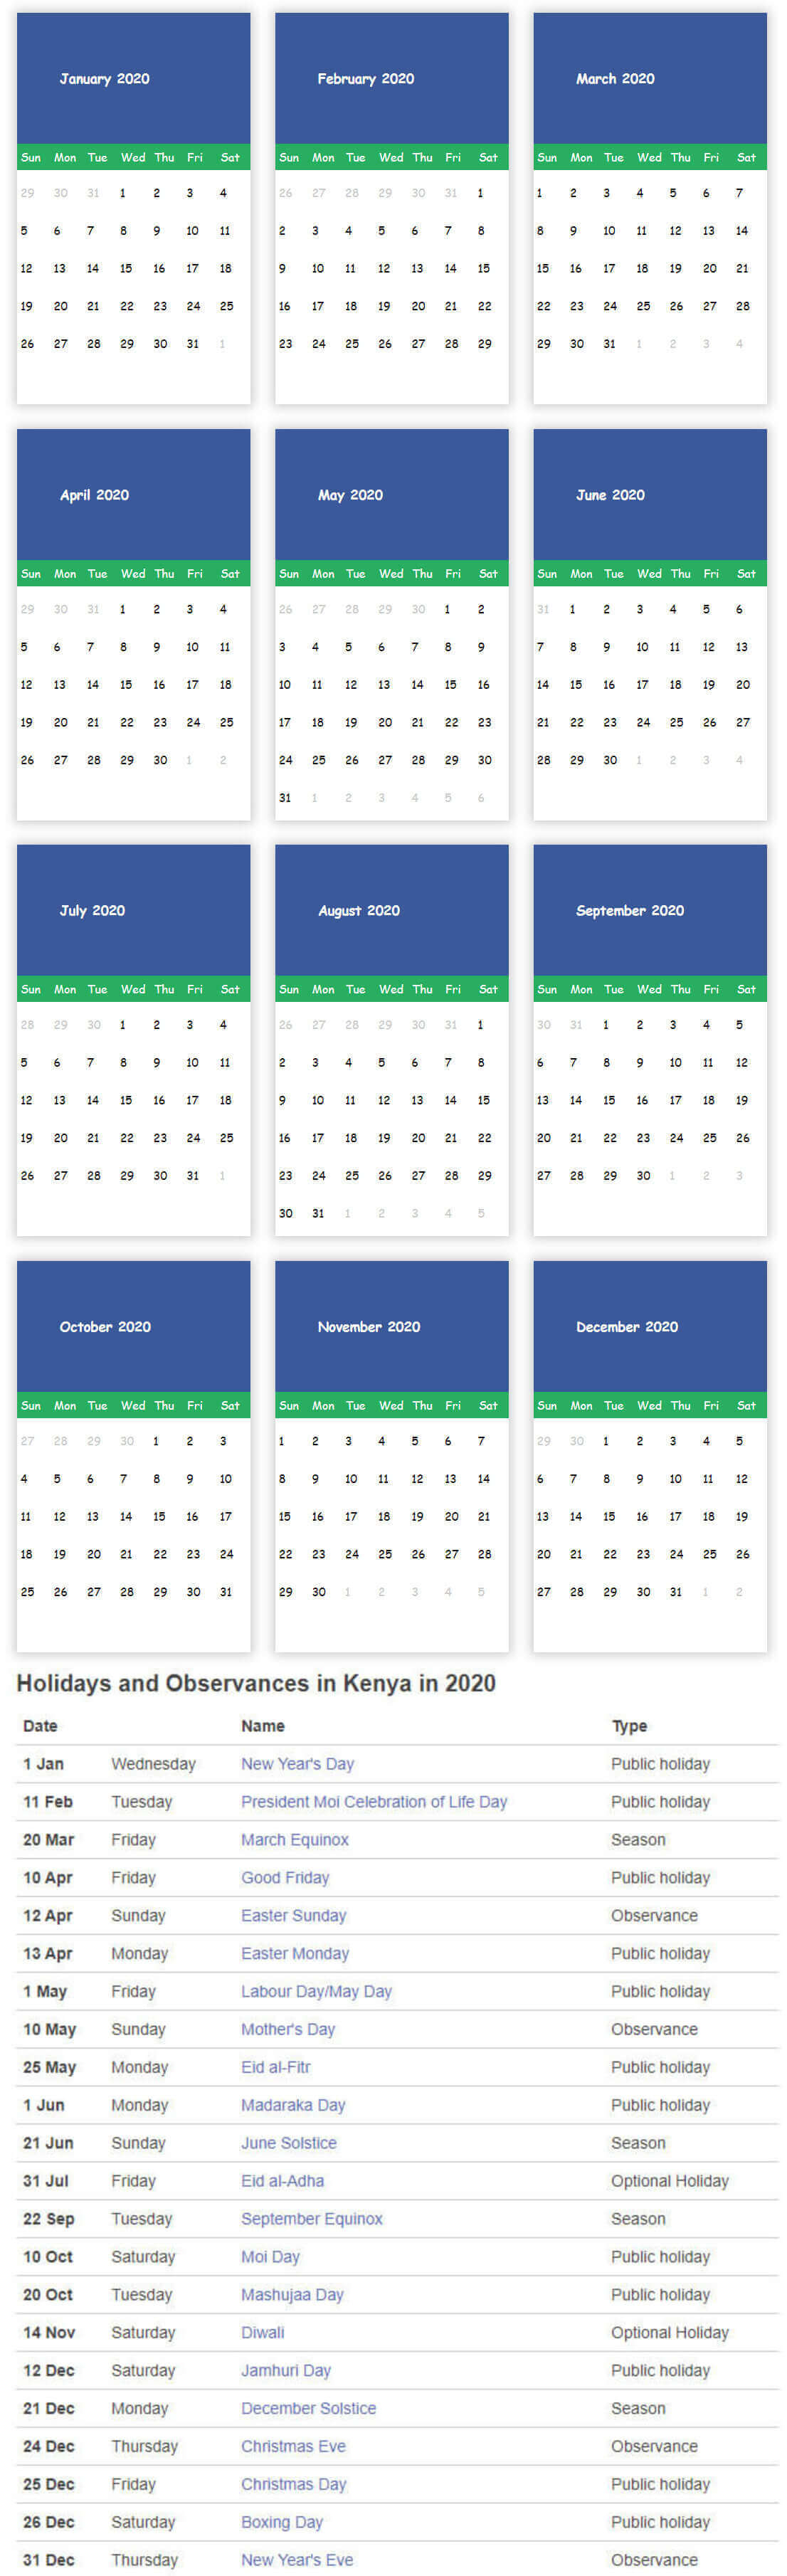 January 2020 February 2020 March 2020
Sun Mon Tue Wed Thu Fri Sat Sun Mon Tue Wed Thu Fri Sat Sun Mon Tue Wed Thu Fri Sat
29 30 31 1 2 3 4 26 27 28 29 30 31 1 1 2 3 4 5 6 7
5 6 7 8 9 10 11 2 3 4 5 6 7 8 8 9 10 11 12 13 14
12 13 14 15 16 17 18 9 10 11 12 13 14 15 15 16 17 18 19 20 21
19 20 21 22 23 24 25 16 17 18 19 20 21 22 22 23 24 25 26 27 28
26 27 28 29 30 31 1 23 24 25 26 27 28 29 29 30 31 1 2 3 4
April 2020 May 2020 June 2020
Sun Mon Tue Wed Thu Fri Sat Sun Mon Tue Wed Thu Fri Sat Sun Mon Tue Wed Thu Fri Sat
29 30 31 1 2 3 4 26 27 28 29 30 1 2 31 1 2 3 4 5 6
5 6 7 8 9 10 11 3 4 5 6 7 8 9 7 8 9 10 11 12 13
12 13 14 15 16 17 18 10 11 12 13 14 15 16 14 15 16 17 18 19 20
19 20 21 22 23 24 25 17 18 19 20 21 22 23 21 22 23 24 25 26 27
26 27 28 29 30 1 2 24 25 26 27 28 29 30 28 29 30 1 2 3 4
31 1 2 3 4 5 6
July 2020 August 2020 September 2020
Sun Mon Tue Wed Thu Fri Sat Sun Mon Tue Wed Thu Fri Sat Sun Mon Tue Wed Thu Fri Sat
28 29 30 1 2 3 4 26 27 28 29 30 31 1 30 31 1 2 3 4 5
5 6 7 8 9 10 11 2 3 4 5 6 7 8 6 7 8 9 10 11 12
12 13 14 15 16 17 18 9 10 11 12 13 14 15 13 14 15 16 17 18 19
19 20 21 22 23 24 25 16 17 18 19 20 21 22 20 21 22 23 24 25 26
26 27 28 29 30 31 1 23 24 25 26 27 28 29 27 28 29 30 1 2 3
30 31 1 2 3 4 5
October 2020 November 2020 December 2020
Sun Mon Tue Wed Thu Fri Sat Sun Mon Tue Wed Thu Fri Sat Sun Mon Tue Wed Thu Fri Sat
27 28 29 30 1 2 3 1 2 3 4 5 6 7 29 30 1 2 3 4 5
4 5 6 7 8 9 10 8 9 10 11 12 13 14 6 7 8 9 10 11 12
11 12 13 14 15 16 17 15 16 17 18 19 20 21 13 14 15 16 17 18 19
18 19 20 21 22 23 24 22 23 24 25 26 27 28 20 21 22 23 24 25 26
25 26 27 28 29 30 31 29 30 1 2 3 4 5 27 28 29 30 31 1 2
Holidays and Observances in Kenya in 2020
Date Name Type
1 Jan Wednesday New Year's Day Public holiday
11 Feb Tuesday President Moi Celebration of Life Day Public holiday
20 Mar Friday March Equinox Season
10 Apr Friday Good Friday Public holiday
12 Apr Sunday Easter Sunday Observance
13 Apr Monday Easter Monday Public holiday
1 May Friday Labour Day/May Day Public holiday
10 May Sunday Mother's Day Observance
25 May Monday Eid al-Fitr Public holiday
1 Jun Monday Madaraka Day Public holiday
21 Jun Sunday June Solstice Season
31 Jul Friday Eid al-Adha Optional Holiday
22 Sep Tuesday September Equinox Season
10 Oct Saturday Moi Day Public holiday
20 Oct Tuesday Mashujaa Day Public holiday
14 Nov Saturday Diwali Optional Holiday
12 Dec Saturday Jamhuri Day Public holiday
21 Dec Monday December Solstice Season
24 Dec Thursday Christmas Eve Observance
25 Dec Friday Christmas Day Public holiday
26 Dec Saturday Boxing Day Public holiday
31 Dec Thursday New Year's Eve Observance